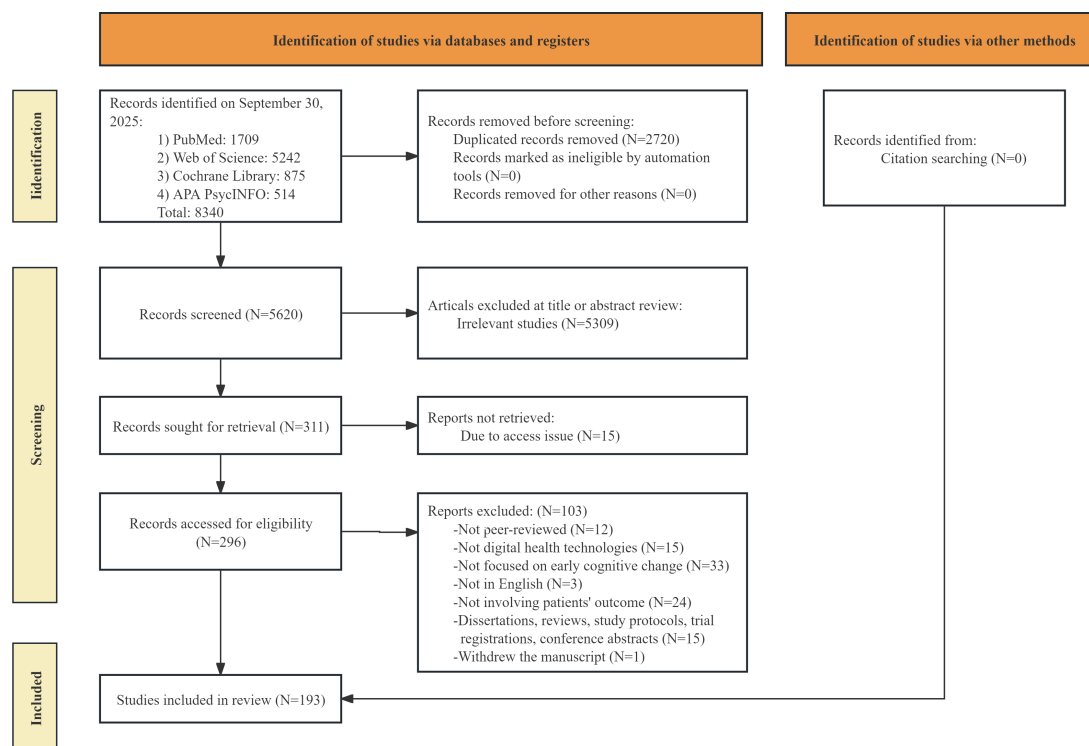 Identification of studies via databases and registers
Identification of studies via other methods
Iidentification
Records identified on September 30,
2025:
1) PubMed: 1709
2) Web of Science: 5242
3) Cochrane Library: 875
4) APA PsycINFO: 514
Total: 8340
Records removed before screening:
Duplicated records removed (N=2720)
Records marked as ineligible by automation
tools (N=0)
Records removed for other reasons (N=0)
Records identified from:
Citation searching (N=0)
Screening
Records screened (N=5620)
Articals excluded at title or abstract review:
Irrelevant studies (N=5309)
Records sought for retrieval (N=311)
Reports not retrieved:
Due to access issue (N=15)
Records accessed for eligibility
(N=296)
Reports excluded: (N=103)
-Not peer-reviewed (N=12)
-Not digital health technologies (N=15)
-Not focused on early cognitive change (N=33)
-Not in English (N=3)
-Not involving patients' outcome (N=24)
-Dissertations, reviews, study protocols, trial
registrations, conference abstracts (N=15)
-Withdrew the manuscript (N=1)
Included
Studies included in review (N=193)